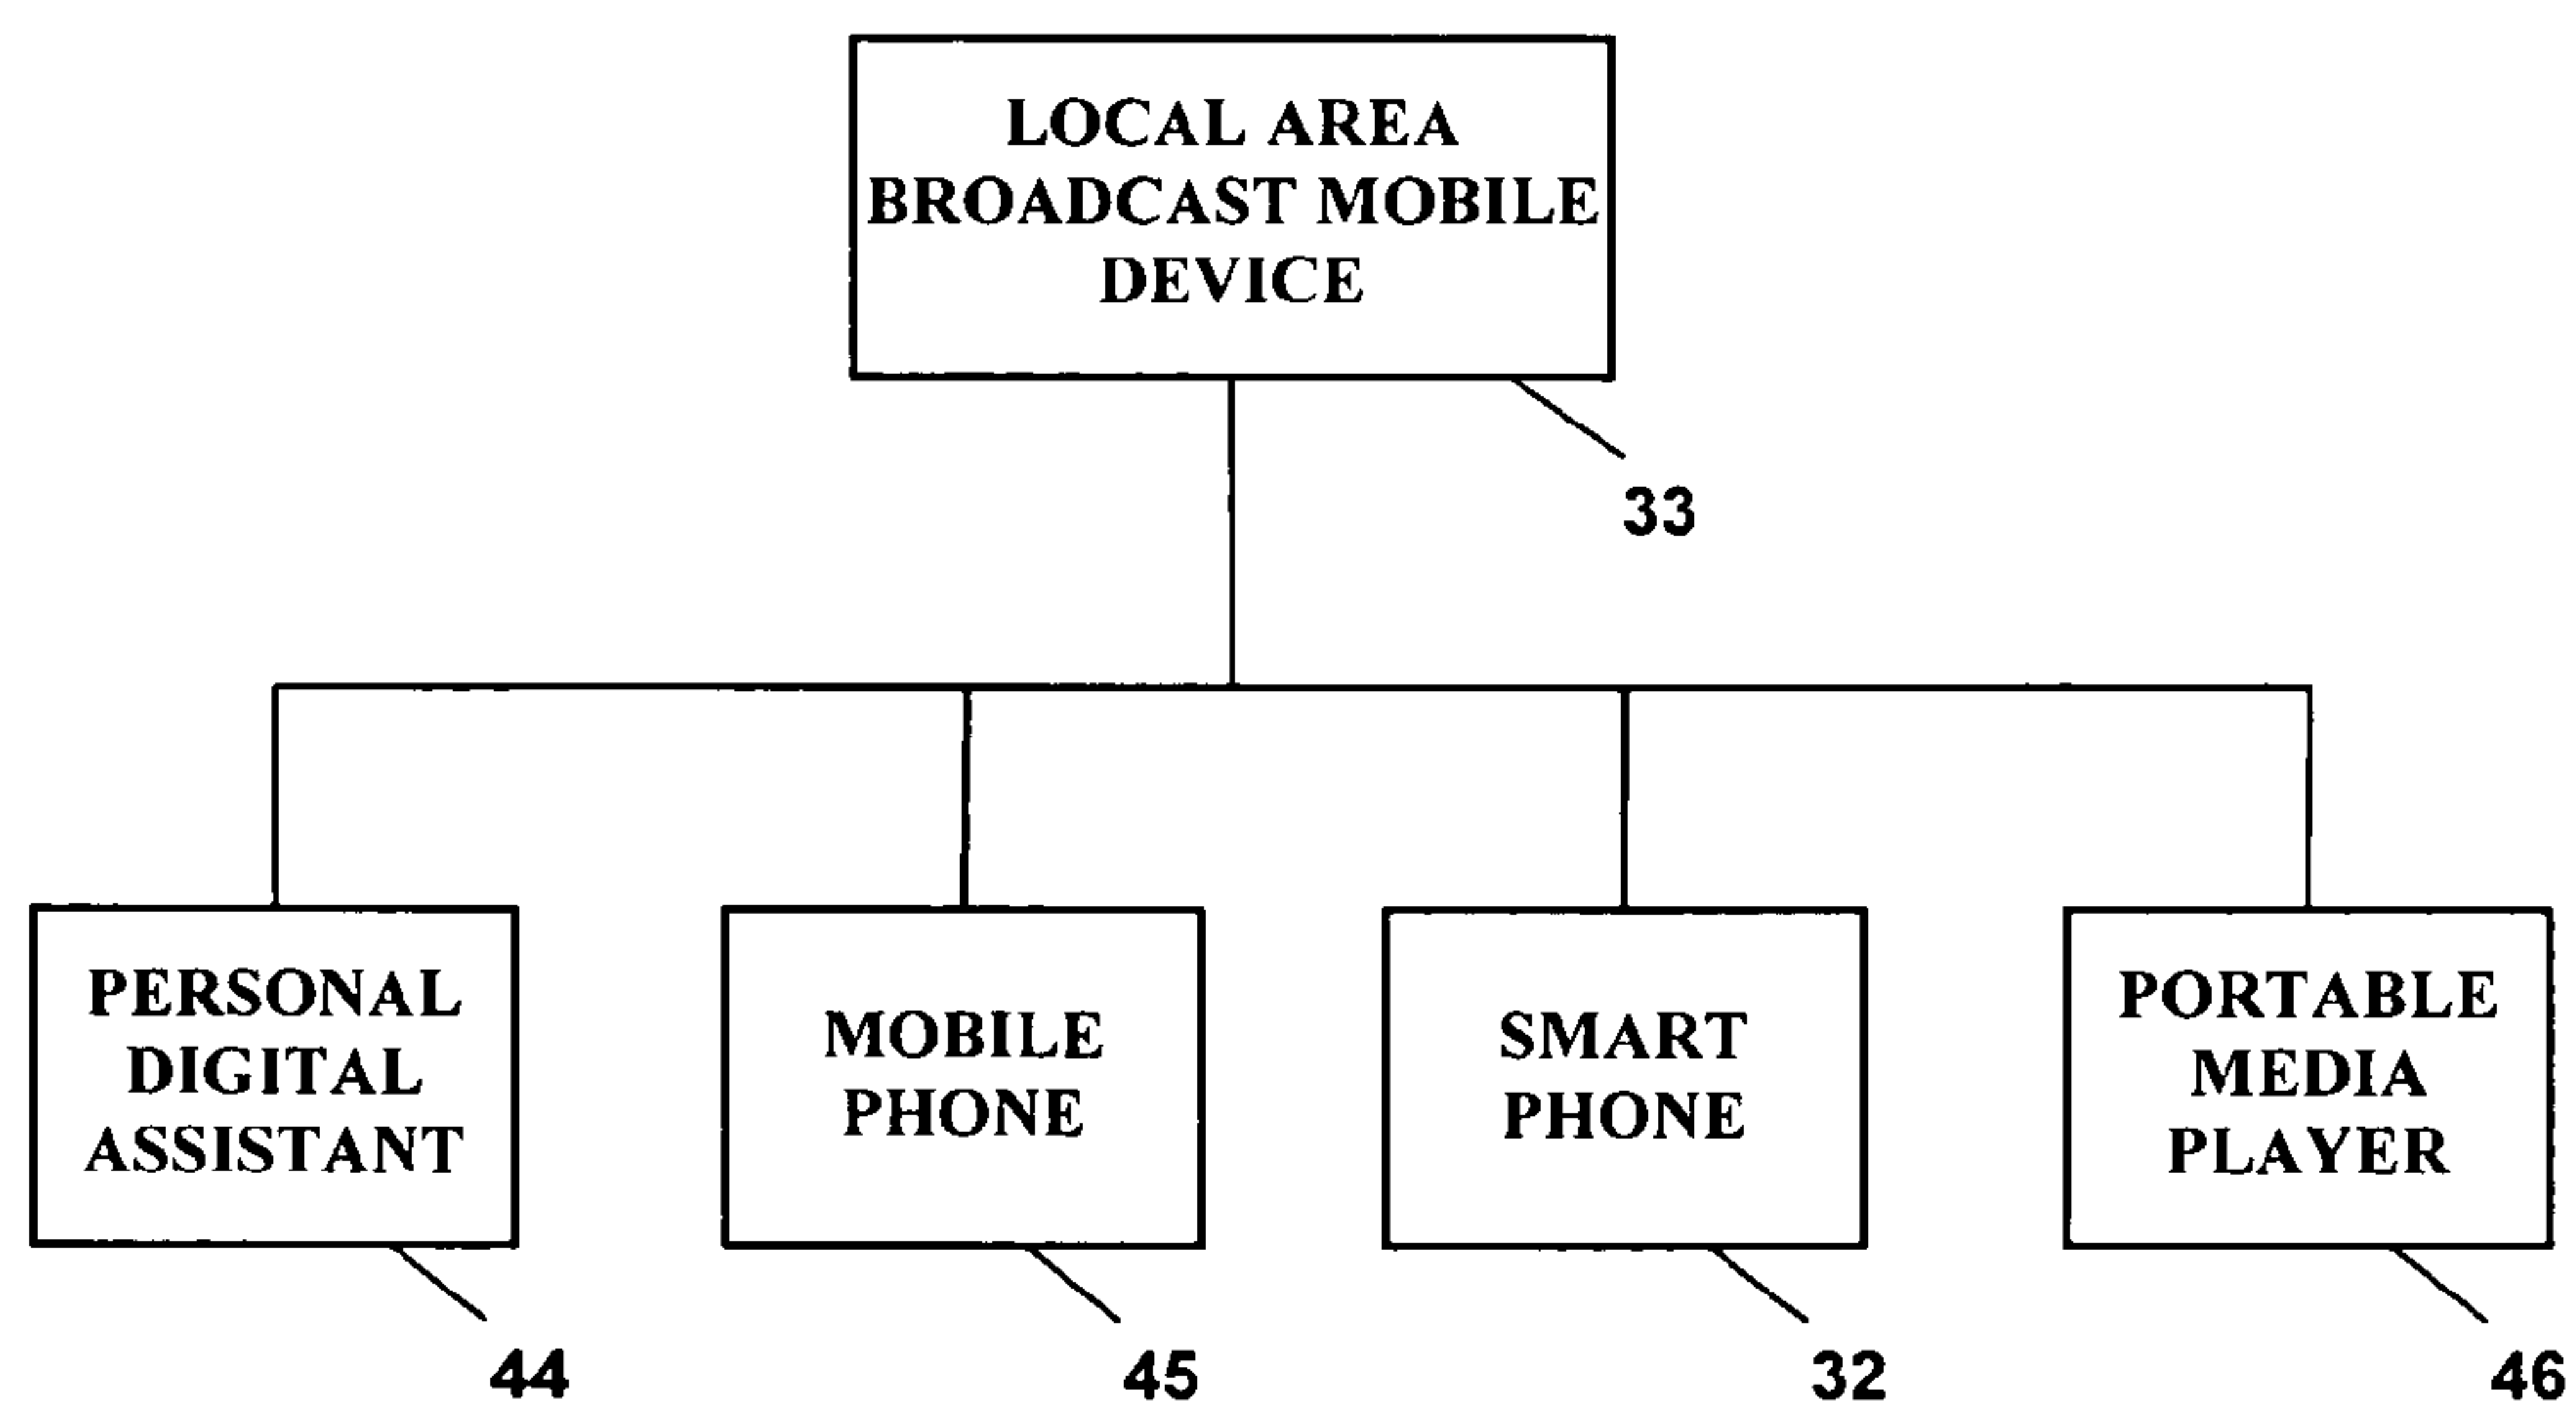 LOCAL AREA
BROADCAST MOBILE
DEVICE
33
PERSONAL
DIGITAL
ASSISTANT
44
MOBILE
PHONE
45
SMART
PHONE
32
PORTABLE
MEDIA
PLAYER
46